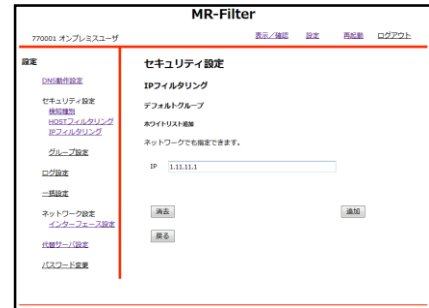 MR-Filter
770001 オンプレミスユーザ
表示／確認 設定 再起動 ログアウト
設定
DNS動作設定
セキュリティ設定
検知種別
HOSTフィルタリング
IPフィルタリング
グループ設定
ログ設定
一括設定
ネットワーク設定
インターフェース設定
代替サーバ設定
パスワード変更
セキュリティ設定
IPフィルタリング
デフォルトグループ
ホワイトリスト追加
ネットワークでも指定できます。
IP 1.11.11.1
消去 追加
戻る